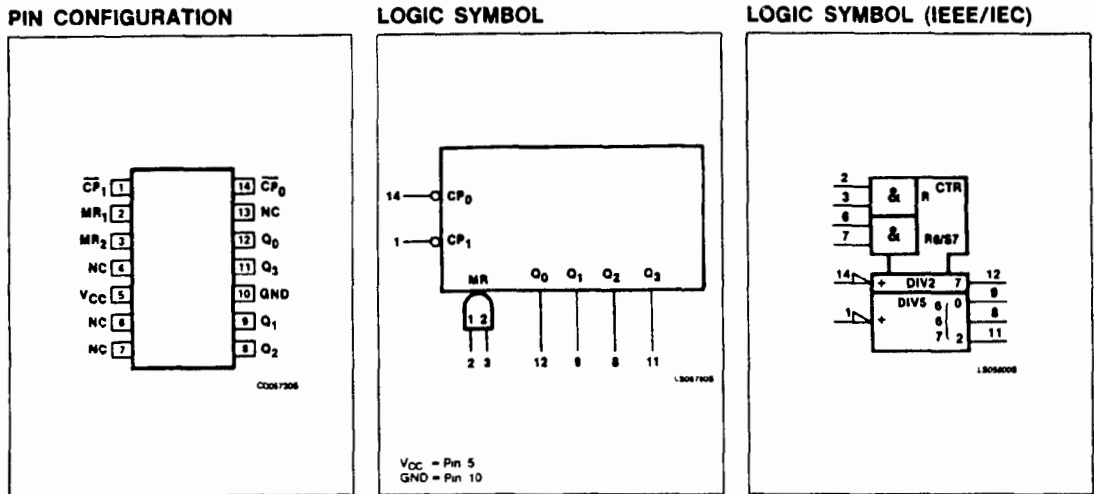 PIN CONFIGURATION
CP1 1
MR1 2
MR2 3
NC 4
VCC 5
NC 6
NC 7
14 CP0
13 NC
12 Q0
11 Q3
10 GND
9 Q1
8 Q2
LOGIC SYMBOL
14 CP0
1 CP1
MR
Q0 Q1 Q2 Q3
1 2
2 3 12 9 8 11
VCC = Pin 5
GND = Pin 10
LOGIC SYMBOL (IEEE/IEC)
2
3
6
7
&
&
R CTR
R6/S7
14 + DIV2 7 12
1 + DIV5
6 0 9
6 8
7 2 11